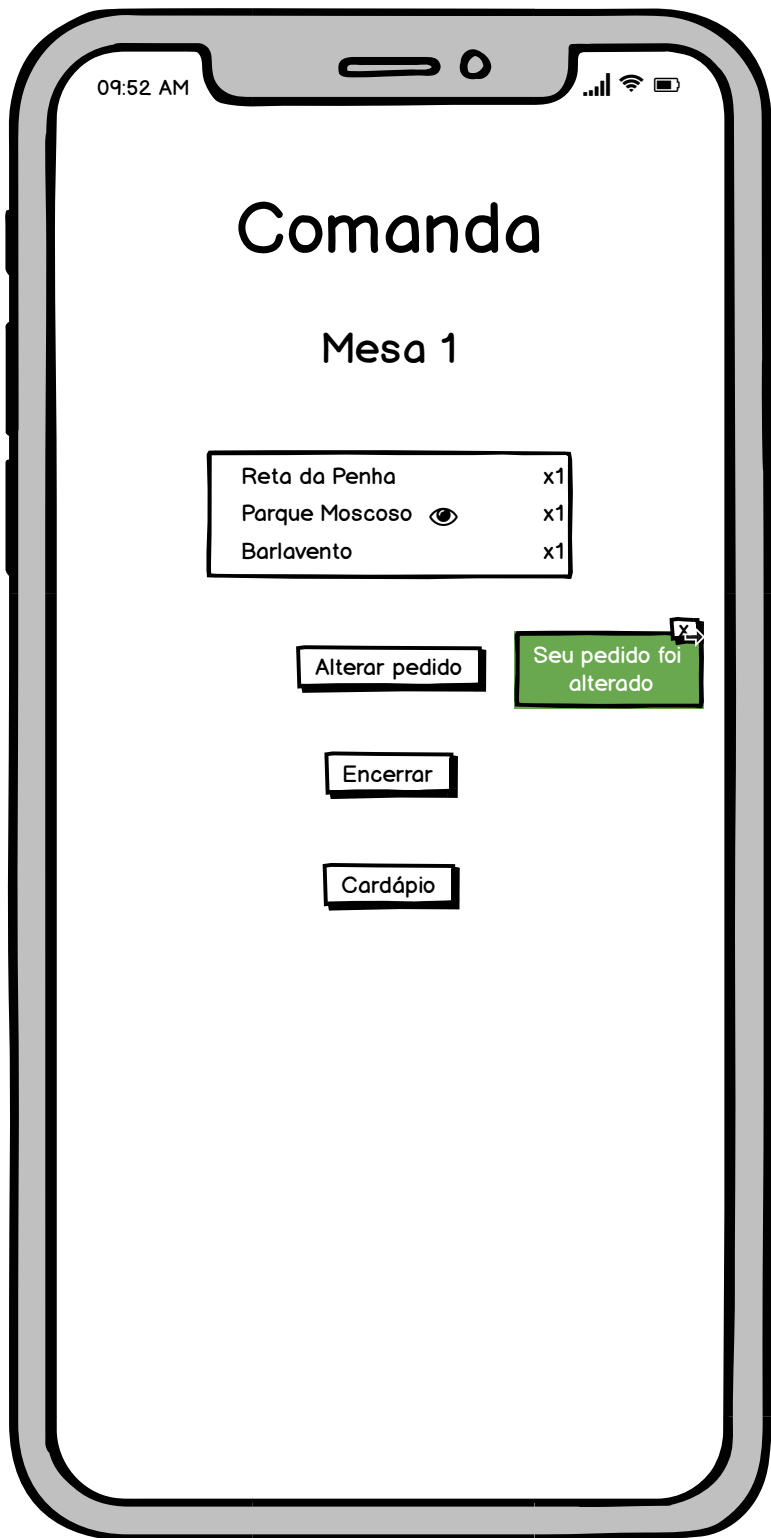 09:52 AM
Comanda
Mesa 1
Reta da Penha x1
Parque Moscoso x1
Barlavento x1
x
Alterar pedido
Seu pedido foi
alterado
Encerrar
Cardápio